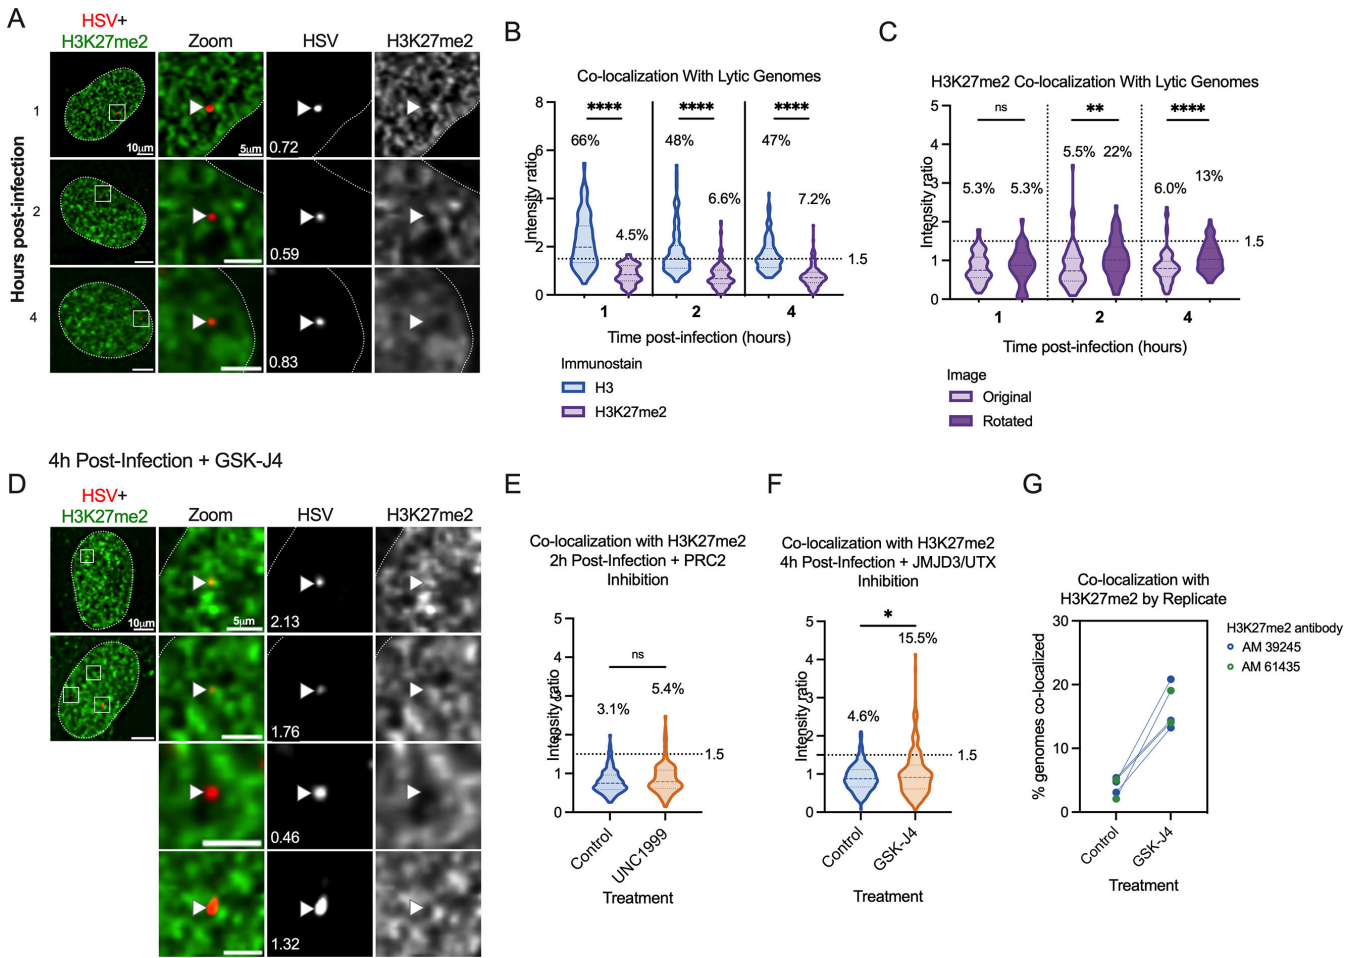 A
HSV+
H3K27me2
Zoom
HSV
H3K27me2
Hours post-infection
1
10µm
5µm
0.72
2
0.59
4
0.83
B
Co-localization With Lytic Genomes
Intensity ratio
8
6
4
2
0
****
****
****
66%
4.5%
48%
6.6%
47%
7.2%
1.5
1
2
4
Time post-infection (hours)
Immunostain
H3
H3K27me2
C
H3K27me2 Co-localization With Lytic Genomes
Intensity ratio
5
4
3
2
1
0
ns
**
****
5.3%
5.3%
5.5%
22%
6.0%
13%
1.5
1
2
4
Time post-infection (hours)
Image
Original
Rotated
4h Post-Infection + GSK-J4
D
HSV+
H3K27me2
Zoom
HSV
H3K27me2
10µm
5µm
2.13
1.76
0.46
1.32
E
Co-localization with H3K27me2
2h Post-Infection + PRC2
Inhibition
Intensity ratio
5
4
3
2
1
0
ns
3.1%
5.4%
1.5
Control
UNC1999
Treatment
F
Co-localization with H3K27me2
4h Post-Infection + JMJD3/UTX
Inhibition
Intensity ratio
5
4
3
2
1
0
*
4.6%
15.5%
1.5
Control
GSK-J4
Treatment
G
Co-localization with
H3K27me2 by Replicate
% genomes co-localized
30
20
10
0
Control
GSK-J4
Treatment
H3K27me2 antibody
AM 39245
AM 61435